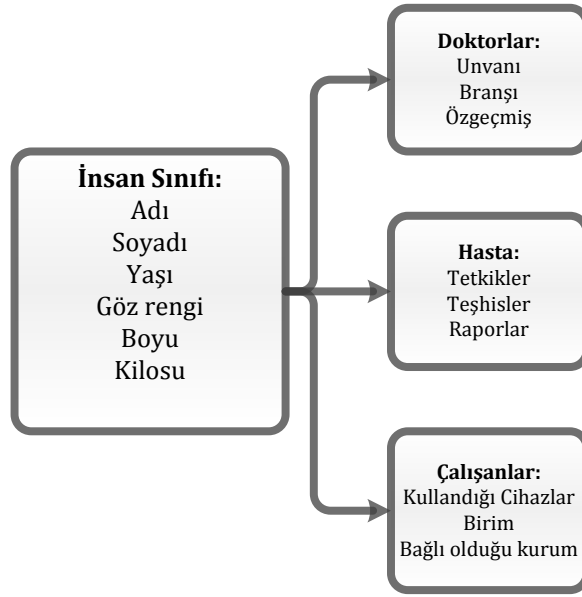 İnsan Sınıfı:
Adı
Soyadı
Yaşı
Göz rengi
Boyu
Kilosu
Doktorlar:
Unvanı
Branşı
Özgeçmiş
Hasta:
Tetkikler
Teşhisler
Raporlar
Çalışanlar:
Kullandığı Cihazlar
Birim
Bağlı olduğu kurum